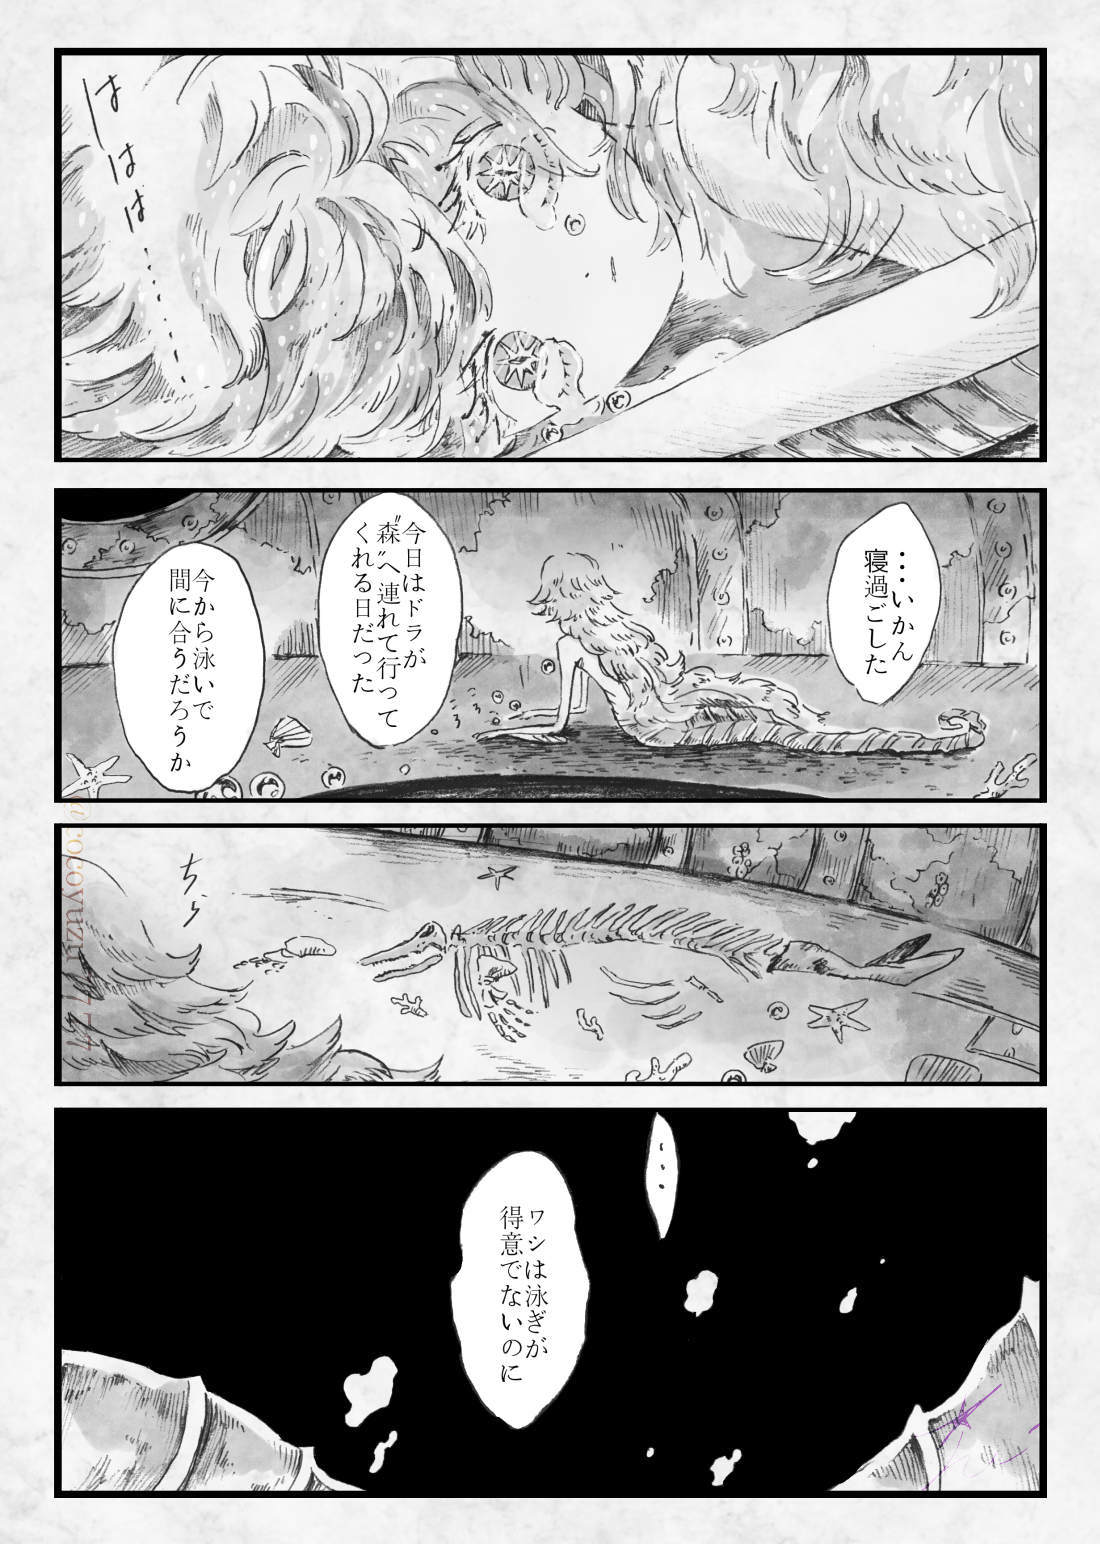 ははは……
・・・いかん
寝過ごした
今日はドラが
〝森〟へ連れて行って
くれる日だった
今から泳いで
間に合うだろうか
ちら
・・・
ワシは泳ぎが
得意でないのに